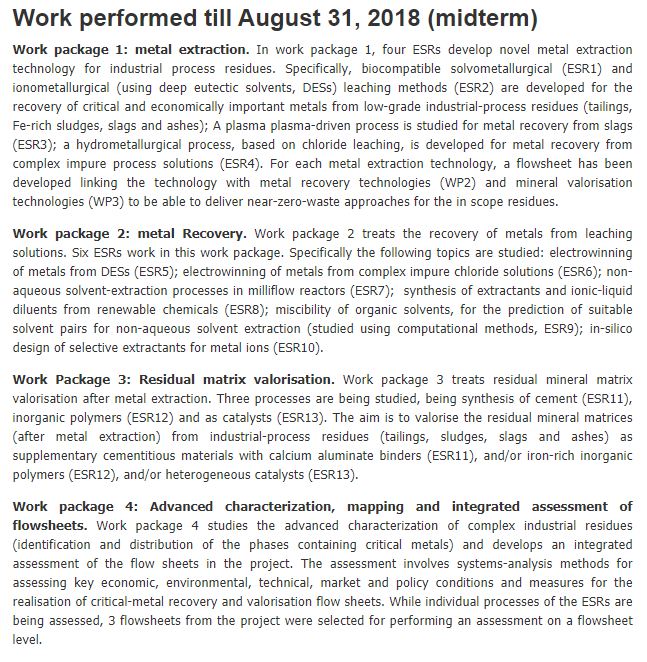 Work performed till August 31, 2018 (midterm)
Work package 1: metal extraction. In work package 1, four ESRs develop novel metal extraction
technology for industrial process residues. Specifically, biocompatible solvometallurgical (ESR1) and
ionometallurgical (using deep eutectic solvents, DESs) leaching methods (ESR2) are developed for the
recovery of critical and economically important metals from low-grade industrial-process residues (tailings,
Fe-rich sludges, slags and ashes); A plasma plasma-driven process is studied for metal recovery from slags
(ESR3); a hydrometallurgical process, based on chloride leaching, is developed for metal recovery from
complex impure process solutions (ESR4). For each metal extraction technology, a flowsheet has been
developed linking the technology with metal recovery technologies (WP2) and mineral valorisation
technologies (WP3) to be able to deliver near-zero-waste approaches for the in scope residues.
Work package 2: metal Recovery. Work package 2 treats the recovery of metals from leaching
solutions. Six ESRs work in this work package. Specifically the following topics are studied: electrowinning
of metals from DESs (ESR5); electrowinning of metals from complex impure chloride solutions (ESR6); non-
aqueous solvent-extraction processes in milliflow reactors (ESR7); synthesis of extractants and ionic-liquid
diluents from renewable chemicals (ESR8); miscibility of organic solvents, for the prediction of suitable
solvent pairs for non-aqueous solvent extraction (studied using computational methods, ESR9); in-silico
design of selective extractants for metal ions (ESR10).
Work Package 3: Residual matrix valorisation. Work package 3 treats residual mineral matrix
valorisation after metal extraction. Three processes are being studied, being synthesis of cement (ESR11),
inorganic polymers (ESR12) and as catalysts (ESR13). The aim is to valorise the residual mineral matrices
(after metal extraction) from industrial-process residues (tailings, sludges, slags and ashes) as
supplementary cementitious materials with calcium aluminate binders (ESR11), and/or iron-rich inorganic
polymers (ESR12), and/or heterogeneous catalysts (ESR13).
Work package 4: Advanced characterization, mapping and integrated assessment of
flowsheets. Work package 4 studies the advanced characterization of complex industrial residues
(identification and distribution of the phases containing critical metals) and develops an integrated
assessment of the flow sheets in the project. The assessment involves systems-analysis methods for
assessing key economic, environmental, technical, market and policy conditions and measures for the
realisation of critical-metal recovery and valorisation flow sheets. While individual processes of the ESRs are
being assessed, 3 flowsheets from the project were selected for performing an assessment on a flowsheet
level.